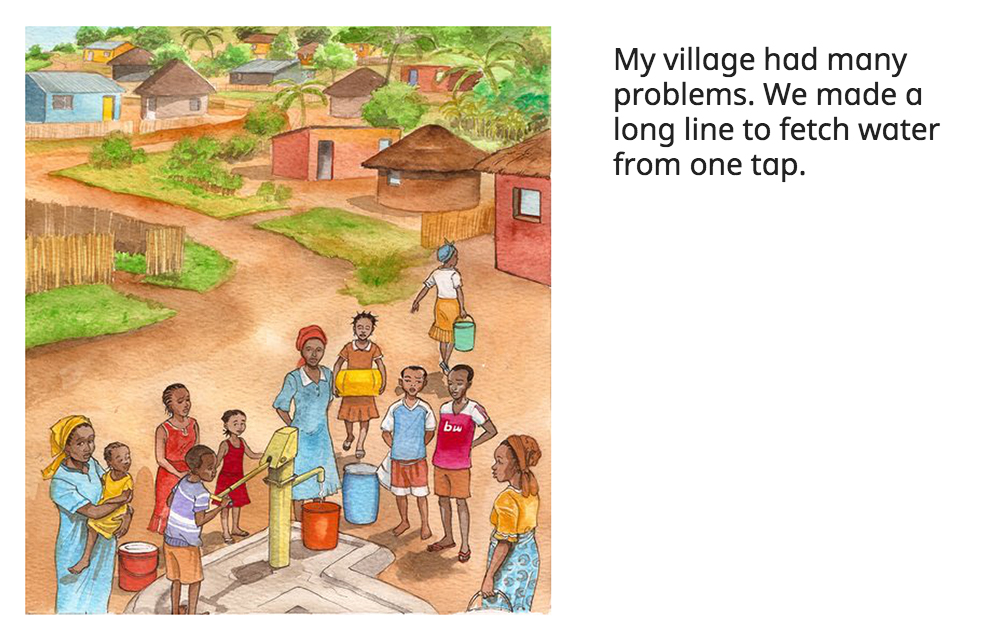 My village had many
problems. We made a
long line to fetch water
from one tap.
bw